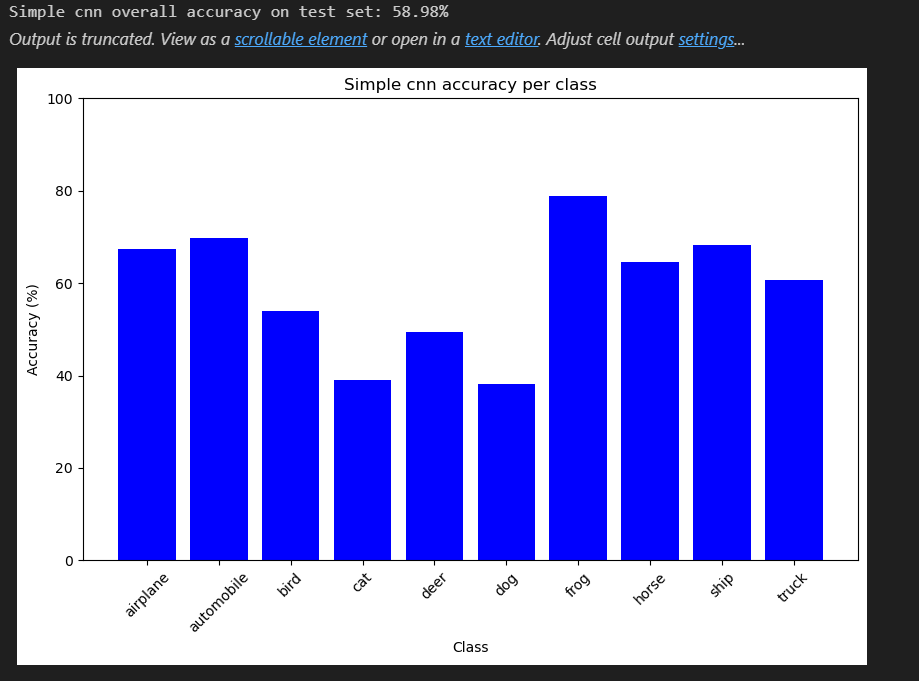 Simple cnn overall accuracy on test set: 58.98%
Output is truncated. View as a scrollable element or open in a text editor. Adjust cell output settings...
Simple cnn accuracy per class
100
80
60
40
20
0
Accuracy (%)
airplane
automobile
bird
cat
deer
dog
frog
horse
ship
truck
Class